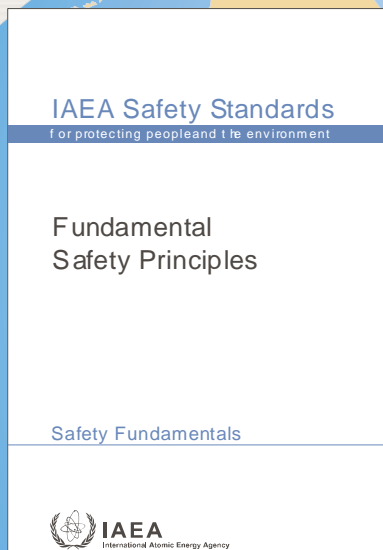 IAEA Safety Standards
for protecting people and the environment
Fundamental
Safety Principles
Safety Fundamentals
IAEA
International Atomic Energy Agency